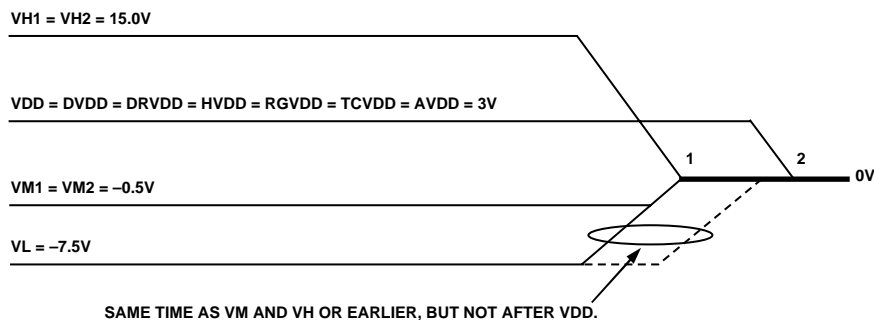 VH1 = VH2 = 15.0V
VDD = DVDD = DRVDD = HVDD = RGVDD = TCVDD = AVDD = 3V
1
2
0V
VM1 = VM2 = –0.5V
VL = –7.5V
SAME TIME AS VM AND VH OR EARLIER, BUT NOT AFTER VDD.